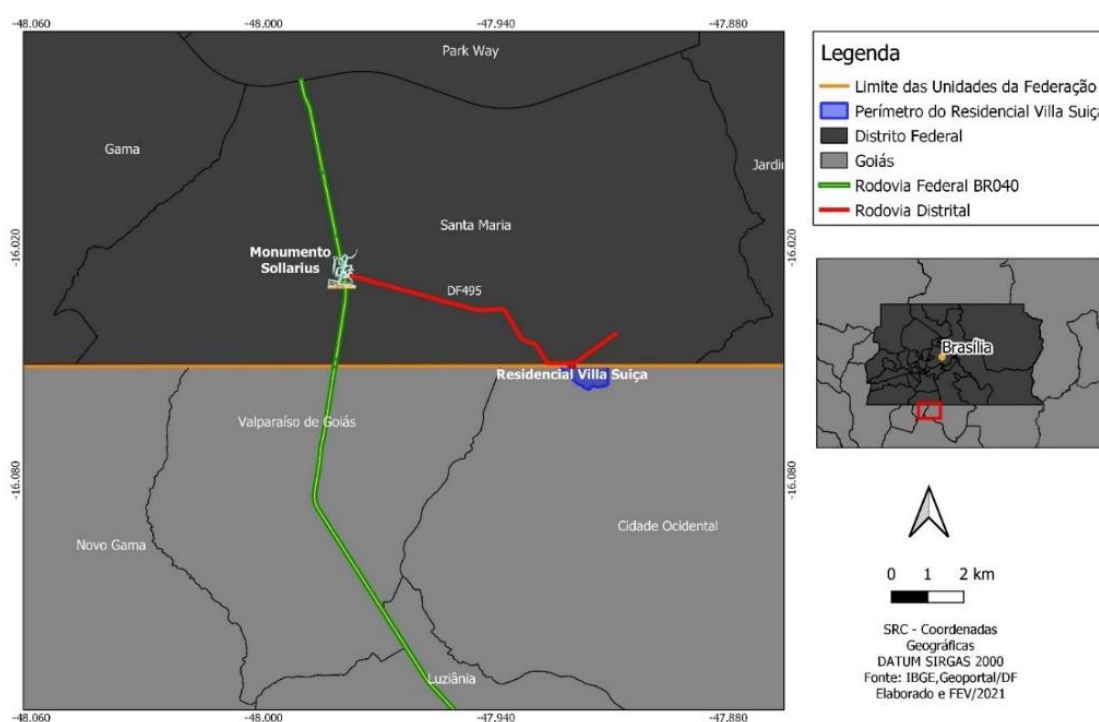 -48.060
-48.000
-47.940
-47.880
Park Way
Gama
Jardi
Santa Maria
Monumento
Sollarius
DF495
-16.020
-16.020
Residencial Villa Suiça
Valparaíso de Goiás
-16.080
-16.080
Cidade Ocidental
Novo Gama
Luziânia
-48.060
-48.000
-47.940
-47.880
Legenda
Limite das Unidades da Federação
Perímetro do Residencial Villa Suiça
Distrito Federal
Goiás
Rodovia Federal BR040
Rodovia Distrital
Brasília
0 1 2 km
SRC - Coordenadas
Geográficas
DATUM SIRGAS 2000
Fonte: IBGE,Geoportal/DF
Elaborado e FEV/2021